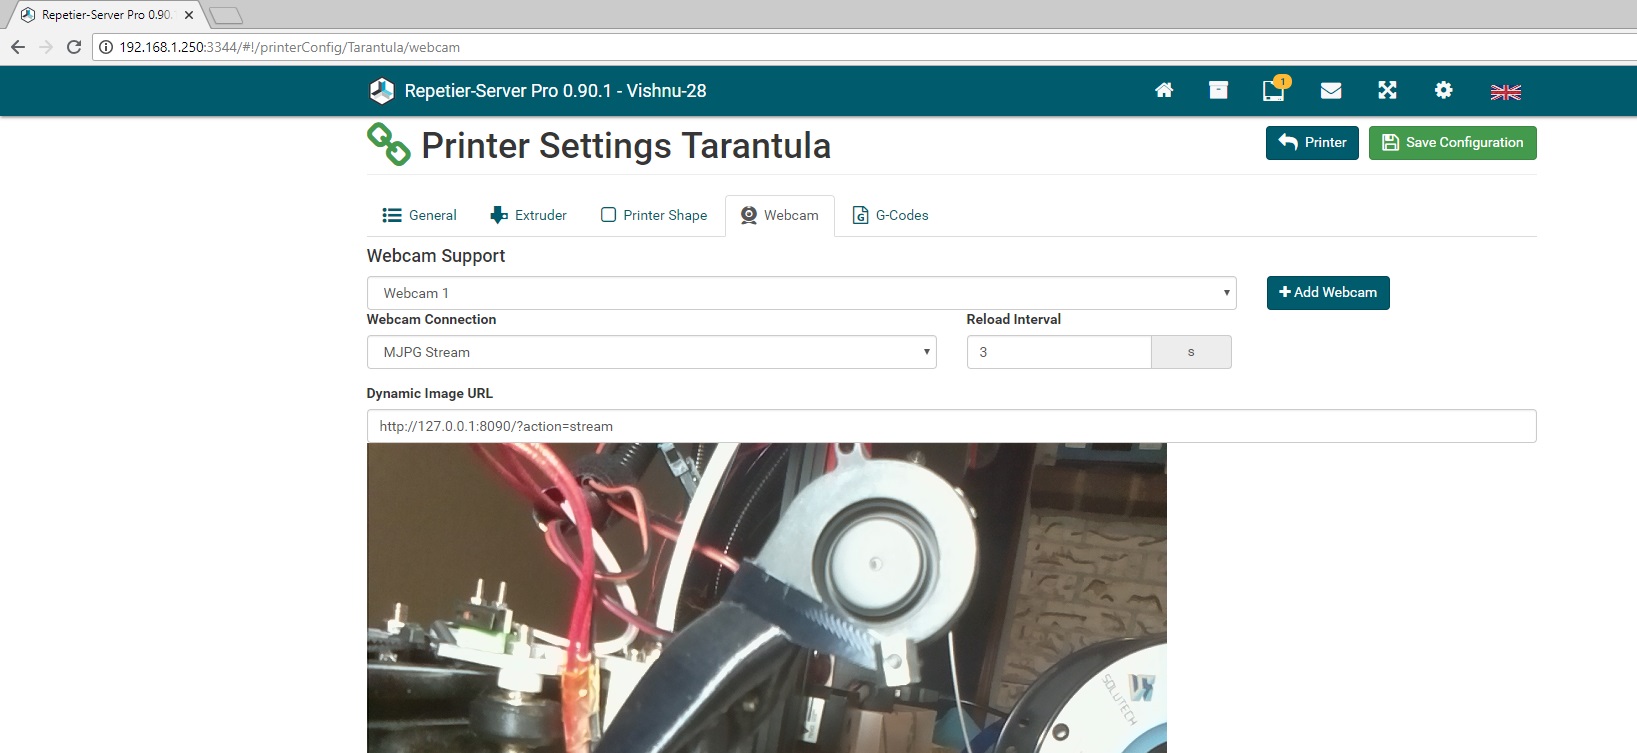 Repetier-Server Pro 0.90.
192.168.1.250:3344/#!/printerConfig/Tarantula/webcam
Repetier-Server Pro 0.90.1 - Vishnu-28
1
Printer Settings Tarantula
Printer
Save Configuration
General
Extruder
Printer Shape
Webcam
G-Codes
Webcam Support
Webcam 1
Add Webcam
Webcam Connection
Reload Interval
MJPG Stream
3
s
Dynamic Image URL
http://127.0.0.1:8090/?action=stream
SOLUTECH